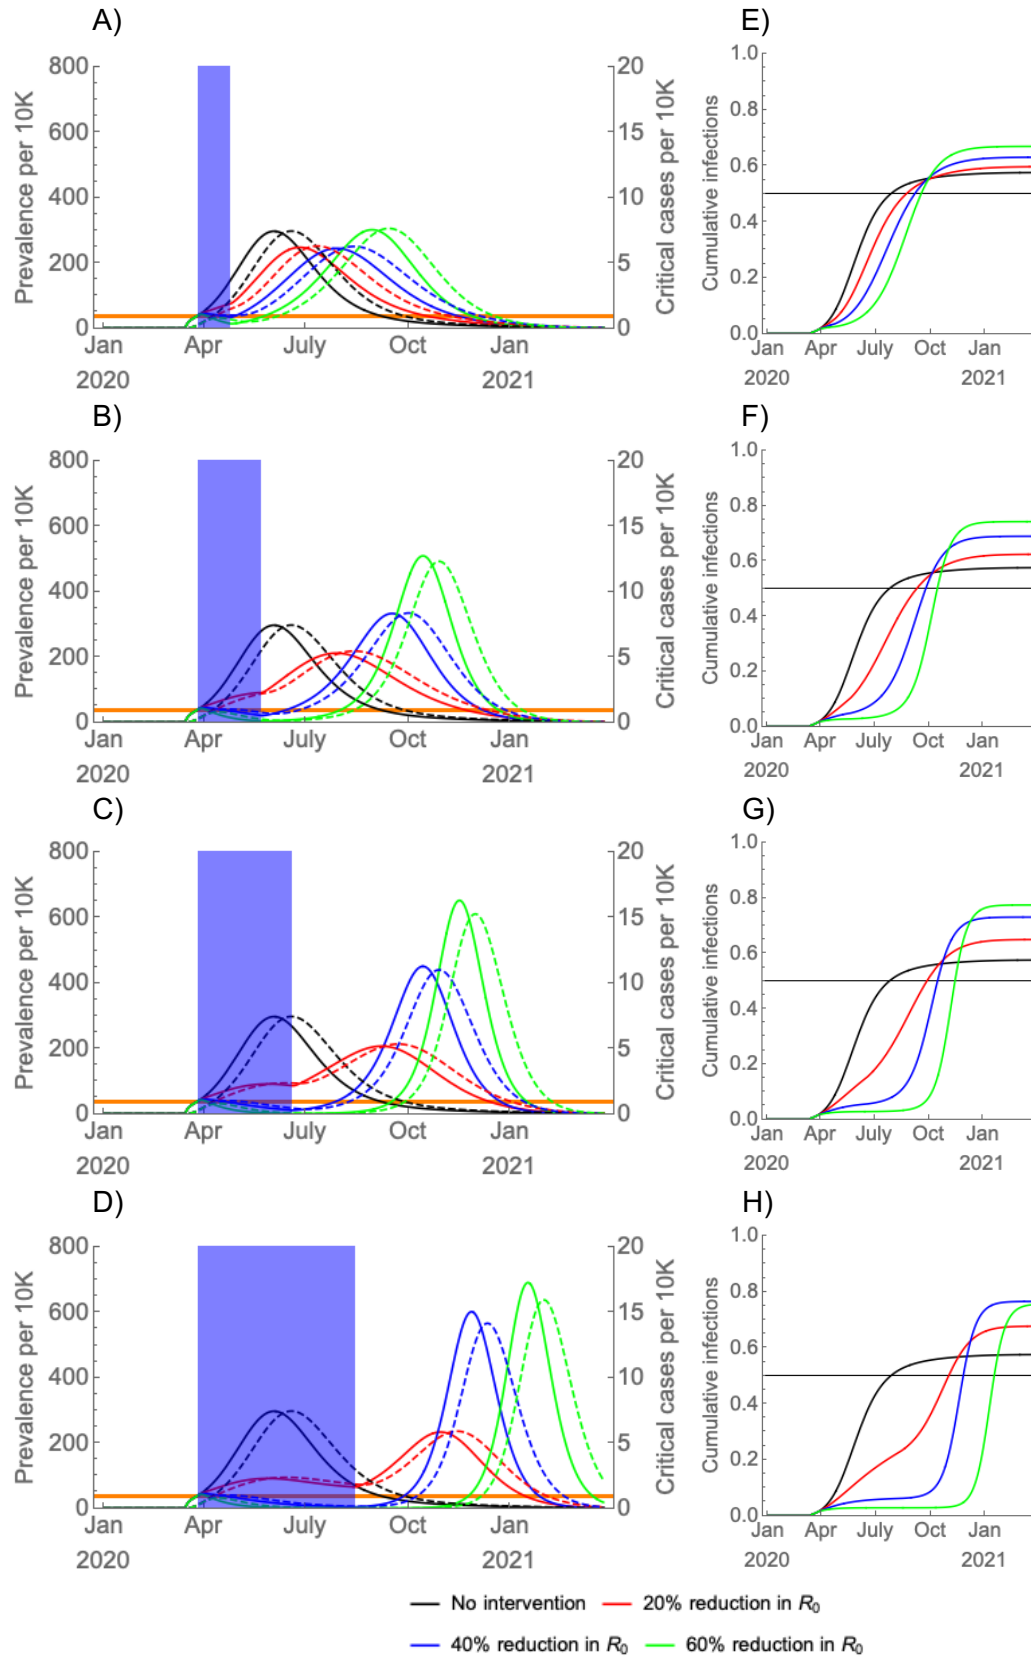 A)
E)
Prevalence per 10K
800
600
400
200
0
Critical cases per 10K
20
15
10
5
0
Jan
Apr
July
Oct
Jan
2020
2021
Cumulative infections
1.0
0.8
0.6
0.4
0.2
0.0
Jan
Apr
July
Oct
Jan
2020
2021
B)
F)
Prevalence per 10K
800
600
400
200
0
Critical cases per 10K
20
15
10
5
0
Jan
Apr
July
Oct
Jan
2020
2021
Cumulative infections
1.0
0.8
0.6
0.4
0.2
0.0
Jan
Apr
July
Oct
Jan
2020
2021
C)
G)
Prevalence per 10K
800
600
400
200
0
Critical cases per 10K
20
15
10
5
0
Jan
Apr
July
Oct
Jan
2020
2021
Cumulative infections
1.0
0.8
0.6
0.4
0.2
0.0
Jan
Apr
July
Oct
Jan
2020
2021
D)
H)
Prevalence per 10K
800
600
400
200
0
Critical cases per 10K
20
15
10
5
0
Jan
Apr
July
Oct
Jan
2020
2021
Cumulative infections
1.0
0.8
0.6
0.4
0.2
0.0
Jan
Apr
July
Oct
Jan
2020
2021
No intervention
20% reduction in R₀
40% reduction in R₀
60% reduction in R₀